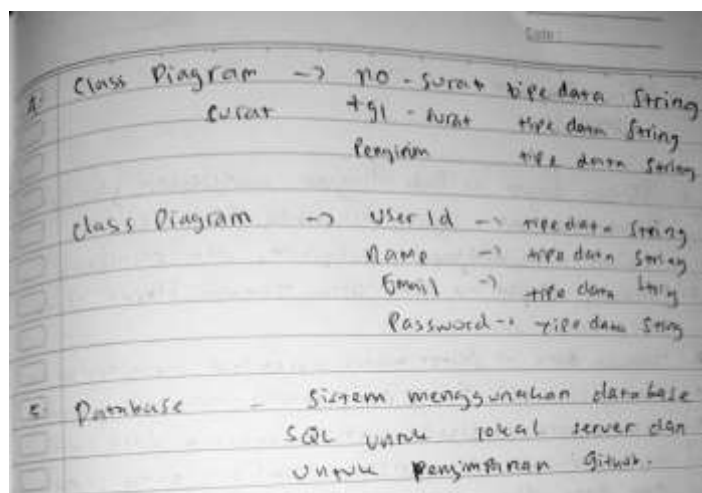 Date:
4. Class Diagram -> no - surat tipe data String
surat tgl - surat tipe data String
Pengirim tipe data String
class Diagram -> User Id -> tipe data String
Name -> tipe data String
Email -> tipe data String
Password -> tipe data String
5. Database - Sistem menggunakan database
SQL untuk lokal server dan
untuk penyimpanan Github.